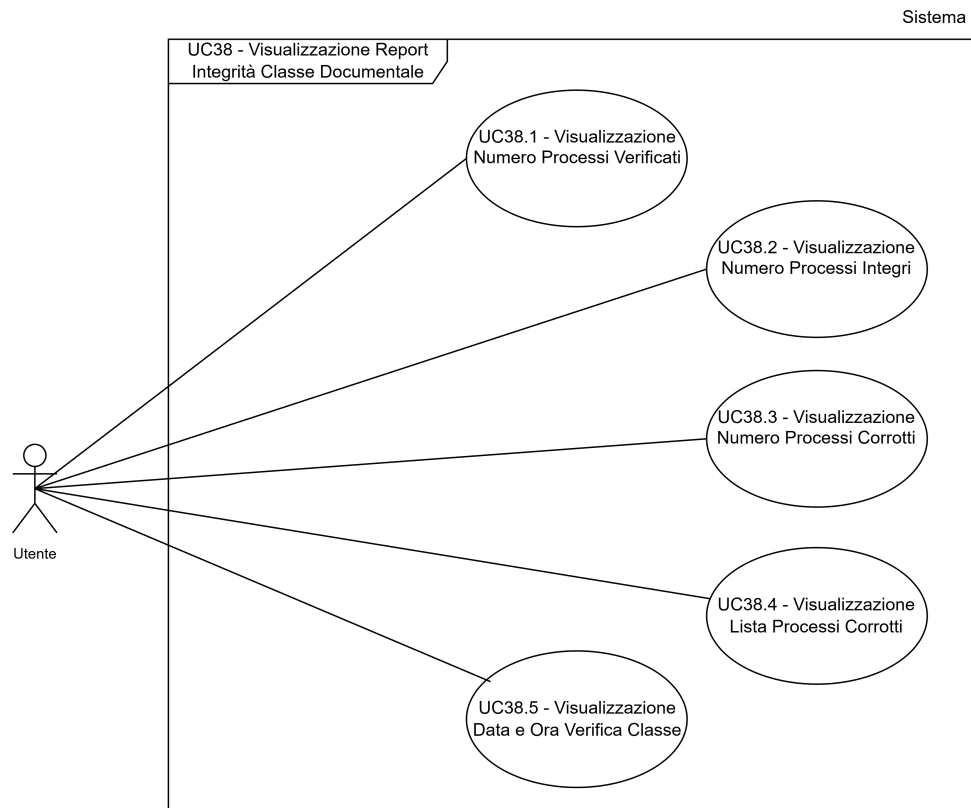 Sistema
UC38 - Visualizzazione Report
Integrità Classe Documentale
UC38.1 - Visualizzazione
Numero Processi Verificati
UC38.2 - Visualizzazione
Numero Processi Integri
UC38.3 - Visualizzazione
Numero Processi Corrotti
Utente
UC38.4 - Visualizzazione
Lista Processi Corrotti
UC38.5 - Visualizzazione
Data e Ora Verifica Classe